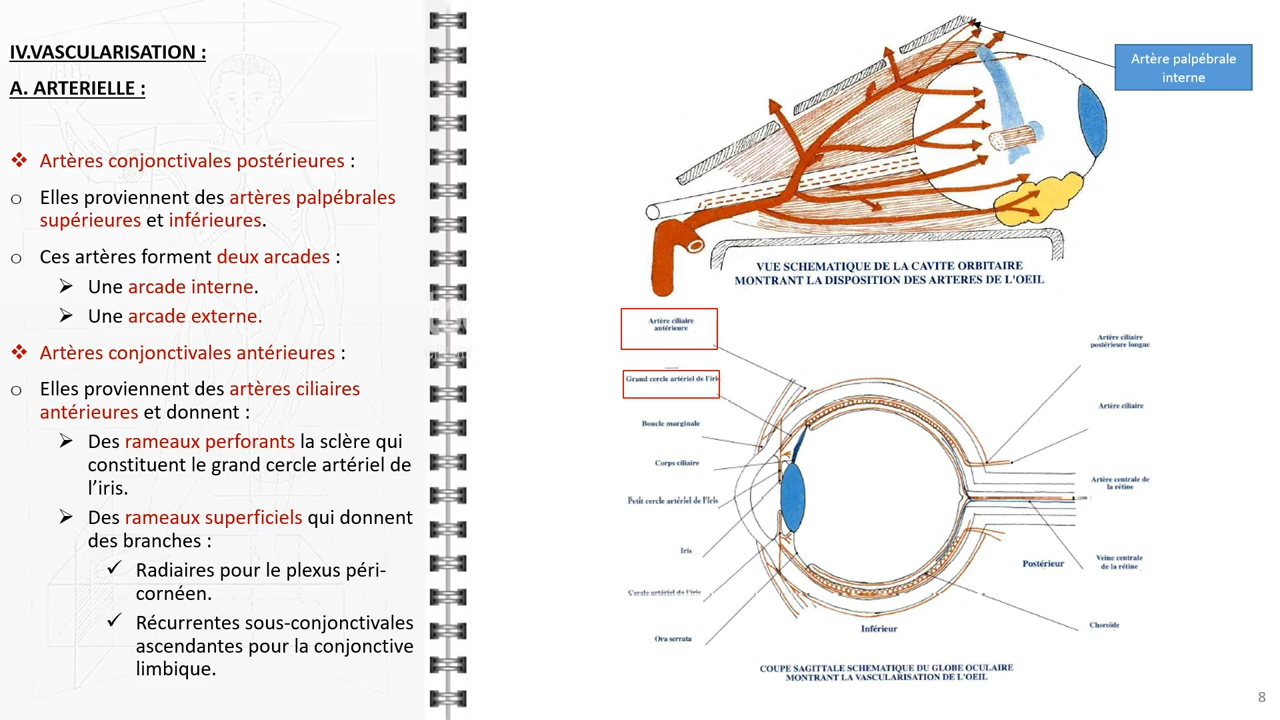 IV.VASCULARISATION :
A. ARTERIELLE :
❖ Artères conjonctivales postérieures :
o Elles proviennent des artères palpébrales
supérieures et inférieures.
o Ces artères forment deux arcades :
➢ Une arcade interne.
➢ Une arcade externe.
❖ Artères conjonctivales antérieures :
o Elles proviennent des artères ciliaires
antérieures et donnent :
➢ Des rameaux perforants la sclère qui
constituent le grand cercle artériel de
l’iris.
➢ Des rameaux superficiels qui donnent
des branches :
✓ Radiaires pour le plexus péri-
cornéen.
✓ Récurrentes sous-conjonctivales
ascendantes pour la conjonctive
limbique.
Artère palpébrale
interne
VUE SCHEMATIQUE DE LA CAVITE ORBITAIRE
MONTRANT LA DISPOSITION DES ARTERES DE L'OEIL
Artère ciliaire
antérieure
Grand cercle artériel de l'iris
Boucle marginale
Corps ciliaire
Petit cercle artériel de l'Iris
Iris
Cercle artériel de l'iris
Ora serrata
Artère ciliaire
postérieure longue
Artère ciliaire
Artère centrale de
la rétine
Veine centrale
de la rétine
Postérieur
Choroïde
Inférieur
COUPE SAGITTALE SCHEMATIQUE DU GLOBE OCULAIRE
MONTRANT LA VASCULARISATION DE L'OEIL
8